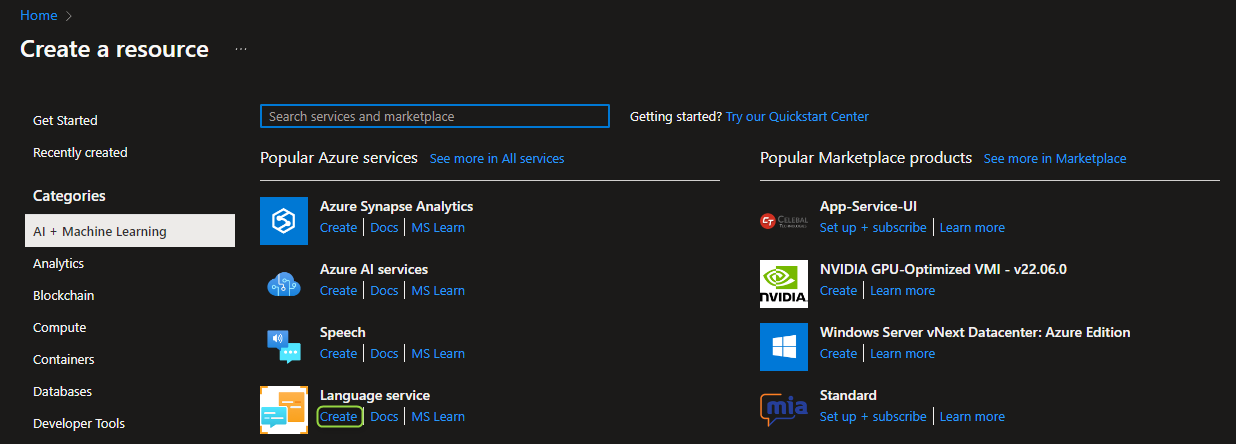 Home >
Create a resource ...
Get Started
Recently created
Categories
AI + Machine Learning
Analytics
Blockchain
Compute
Containers
Databases
Developer Tools
Search services and marketplace
Getting started? Try our Quickstart Center
Popular Azure services See more in All services
Azure Synapse Analytics
Create | Docs | MS Learn
Azure AI services
Create | Docs | MS Learn
Speech
Create | Docs | MS Learn
Language service
Create | Docs | MS Learn
Popular Marketplace products See more in Marketplace
CT CELEBAL
TECHNOLOGIES
App-Service-UI
Set up + subscribe | Learn more
NVIDIA.
NVIDIA GPU-Optimized VMI - v22.06.0
Create | Learn more
Windows Server vNext Datacenter: Azure Edition
Create | Learn more
mia
Standard
Set up + subscribe | Learn more